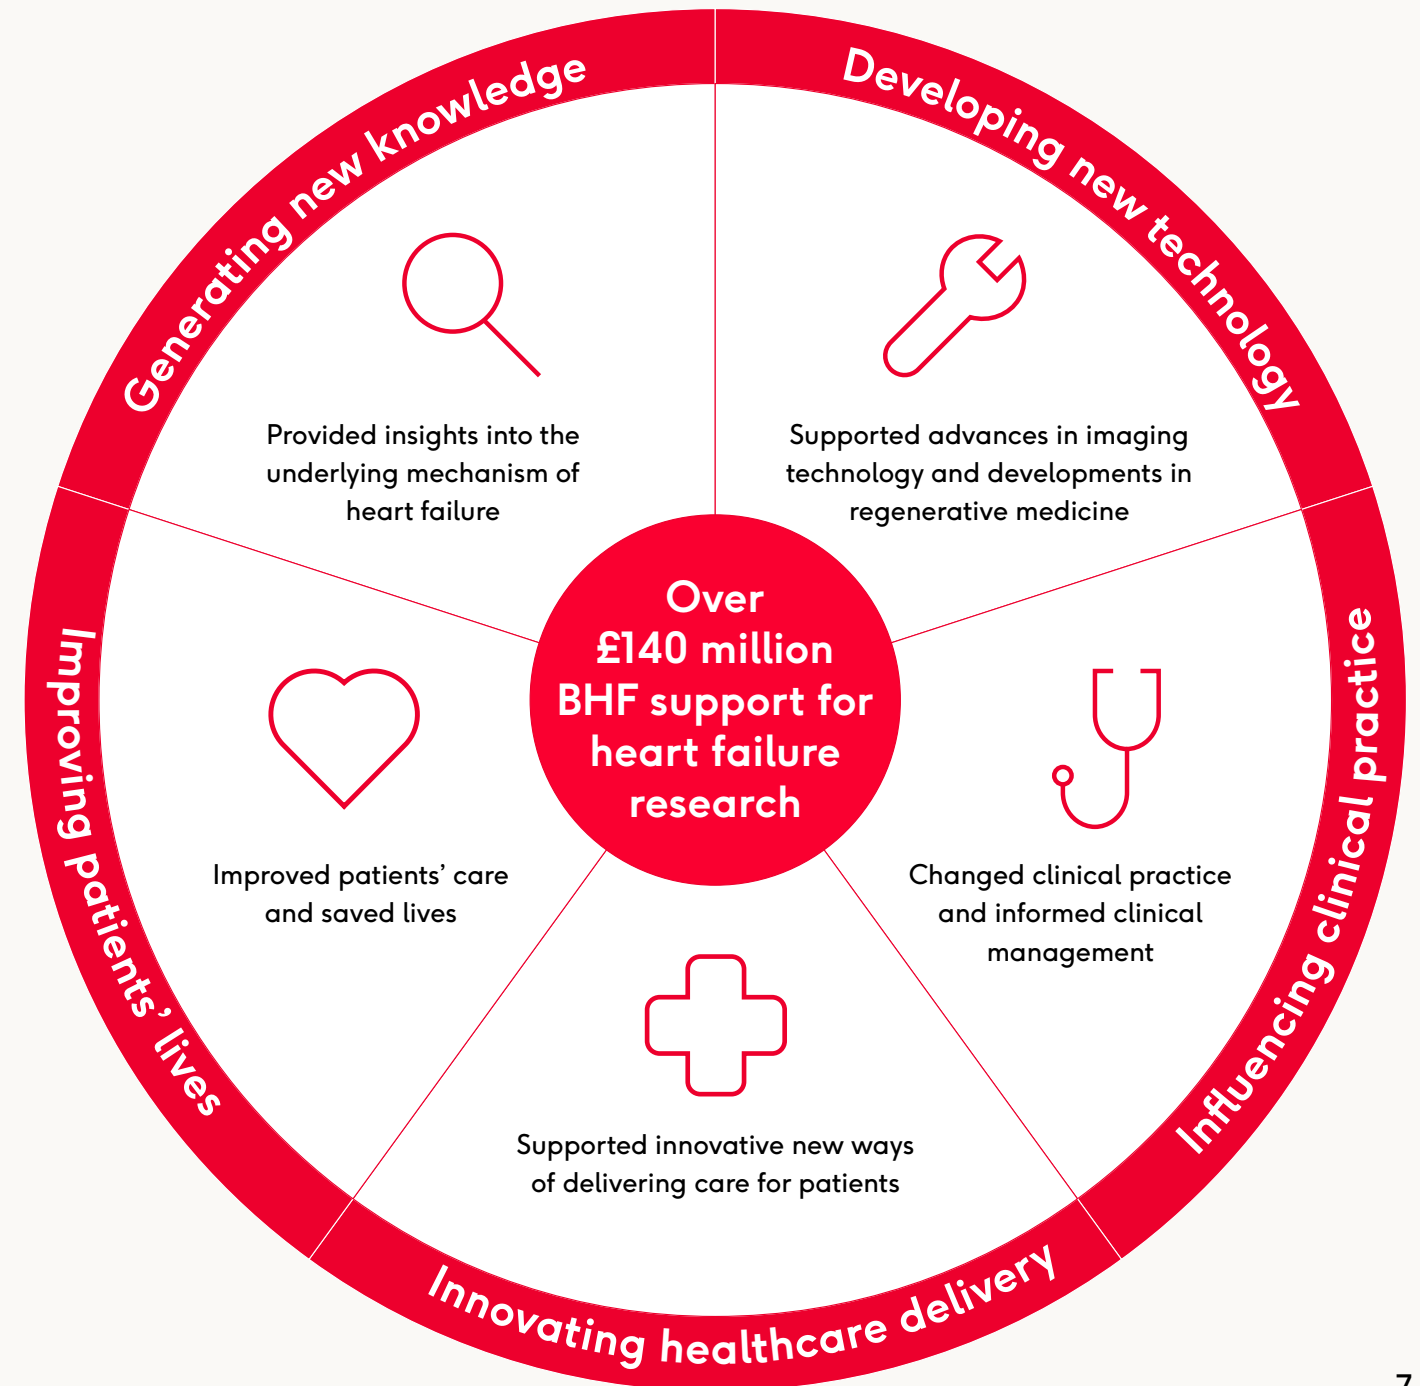 Generating new knowledge
Provided insights into the
underlying mechanism of
heart failure
Developing new technology
Supported advances in imaging
technology and developments in
regenerative medicine
Over
£140 million
BHF support for
heart failure
research
Influencing clinical practice
Changed clinical practice
and informed clinical
management
Innovating healthcare delivery
Supported innovative new ways
of delivering care for patients
Improving patients’ lives
Improved patients’ care
and saved lives
7